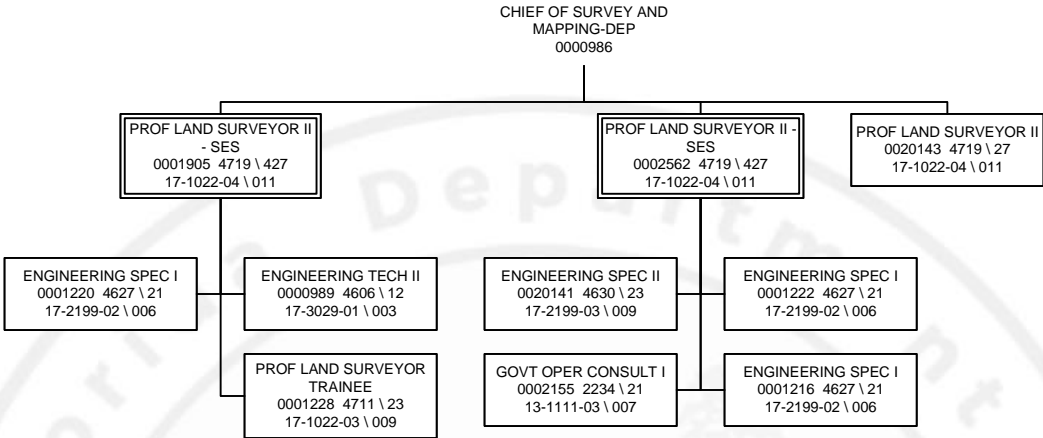 CHIEF OF SURVEY AND
MAPPING-DEP
0000986
PROF LAND SURVEYOR II
- SES
0001905 4719 \ 427
17-1022-04 \ 011
PROF LAND SURVEYOR II -
SES
0002562 4719 \ 427
17-1022-04 \ 011
PROF LAND SURVEYOR II
0020143 4719 \ 27
17-1022-04 \ 011
ENGINEERING SPEC I
0001220 4627 \ 21
17-2199-02 \ 006
ENGINEERING TECH II
0000989 4606 \ 12
17-3029-01 \ 003
ENGINEERING SPEC II
0020141 4630 \ 23
17-2199-03 \ 009
ENGINEERING SPEC I
0001222 4627 \ 21
17-2199-02 \ 006
PROF LAND SURVEYOR
TRAINEE
0001228 4711 \ 23
17-1022-03 \ 009
GOVT OPER CONSULT I
0002155 2234 \ 21
13-1111-03 \ 007
ENGINEERING SPEC I
0001216 4627 \ 21
17-2199-02 \ 006
rida Department